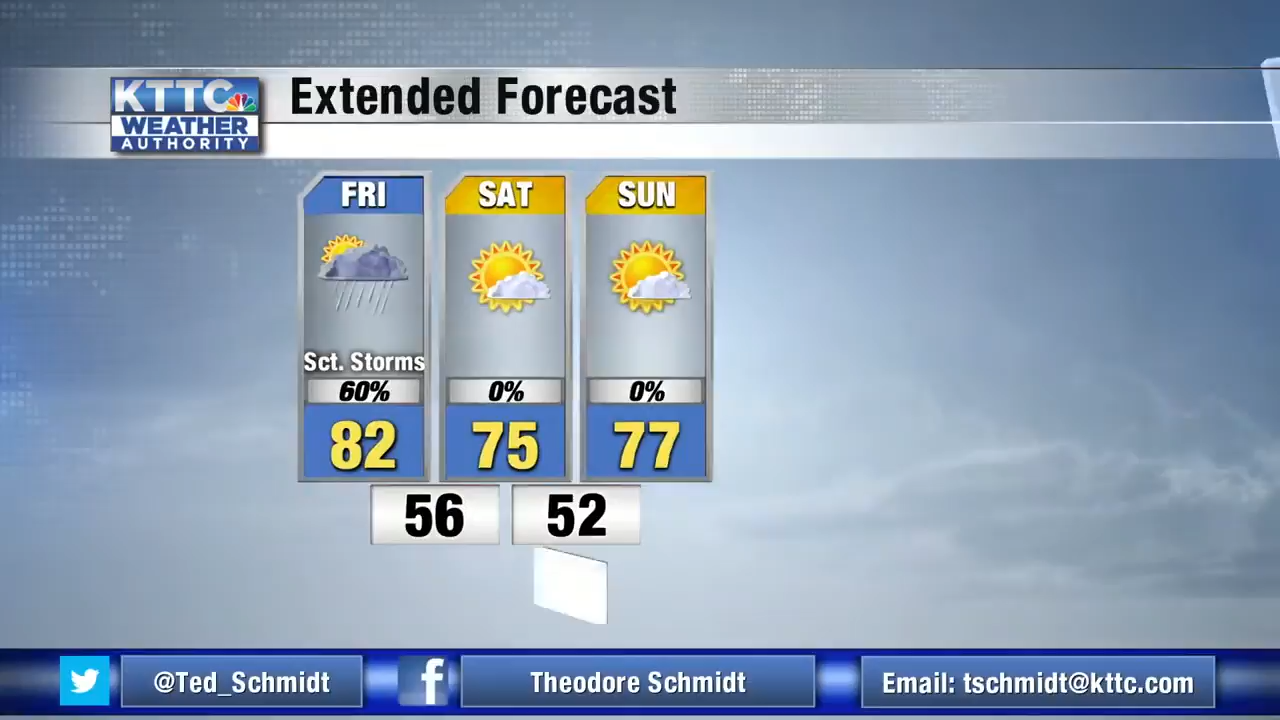 KTTC
WEATHER
AUTHORITY
Extended Forecast
FRI
SAT
SUN
Sct. Storms
60%
0%
0%
82
75
77
56
52
@Ted_Schmidt
f
Theodore Schmidt
Email: tschmidt@kttc.com